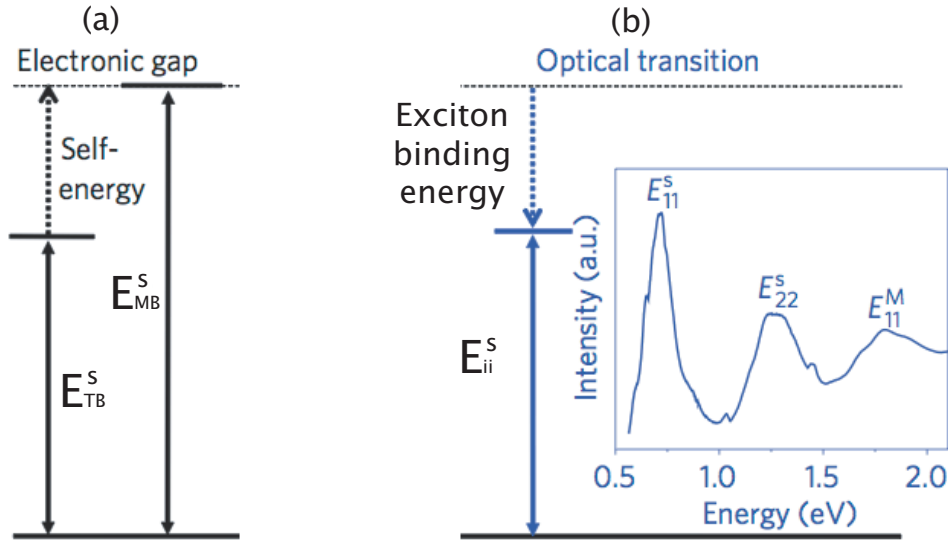 (a)
Electronic gap
Self-
energy
E^s_MB
E^s_TB
(b)
Optical transition
Exciton
binding
energy
E^s_ii
E^s_11
E^s_22
E^M_11
Intensity (a.u.)
0.5 1.0 1.5 2.0
Energy (eV)